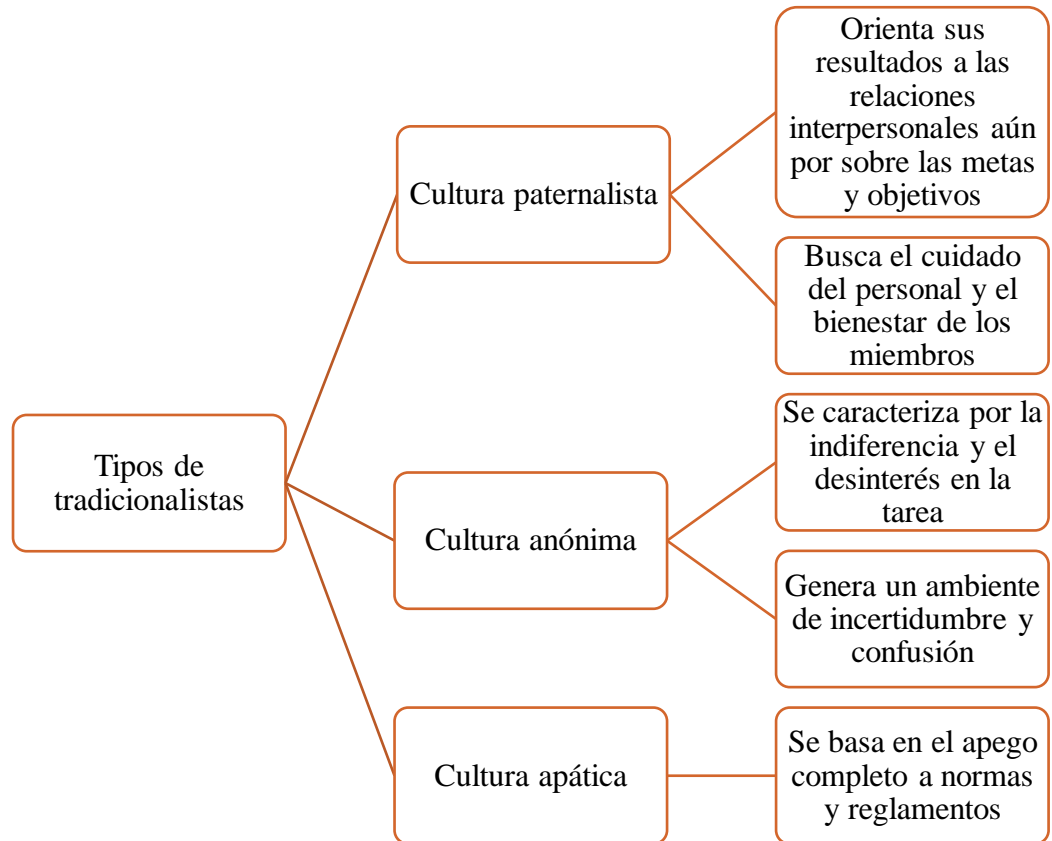 Tipos de
tradicionalistas
Cultura paternalista
Orienta sus
resultados a las
relaciones
interpersonales aún
por sobre las metas
y objetivos
Busca el cuidado
del personal y el
bienestar de los
miembros
Cultura anónima
Se caracteriza por la
indiferencia y el
desinterés en la
tarea
Genera un ambiente
de incertidumbre y
confusión
Cultura apática
Se basa en el apego
completo a normas
y reglamentos